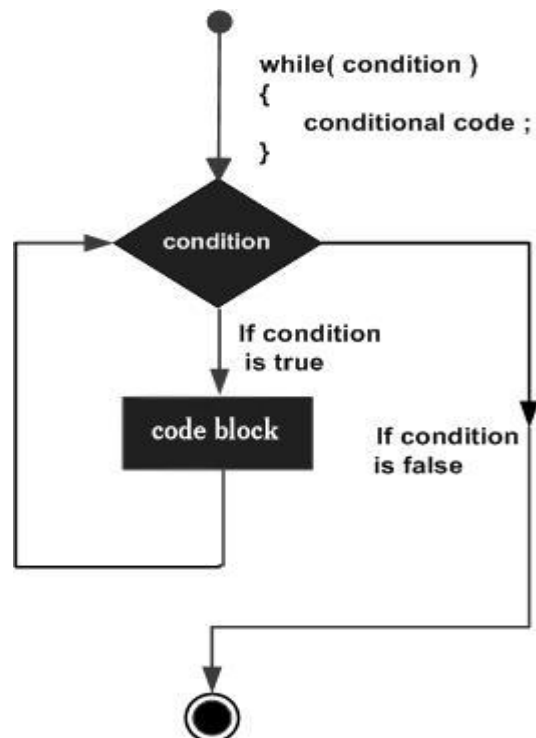 while( condition )
{
conditional code ;
}
condition
If condition
is true
code block
If condition
is false